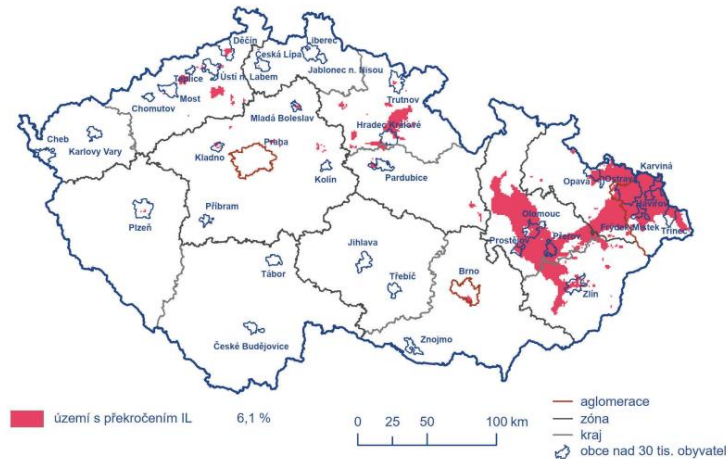 Děčín
Liberec
Česká Lípa
Teplice
Ústí n. Labem
Jablonec n. Nisou
Chomutov
Most
Trutnov
Mladá Boleslav
Hradec Králové
Cheb
Karlovy Vary
Praha
Kladno
Kolín
Pardubice
Karviná
Opava
Ostrava
Havířov
Plzeň
Příbram
Olomouc
Frýdek-Místek
Třinec
Prostějov
Přerov
Jihlava
Tábor
Třebíč
Brno
Zlín
České Budějovice
Znojmo
území s překročením IL 6,1 %
0 25 50 100 km
aglomerace
zóna
kraj
obce nad 30 tis. obyvatel